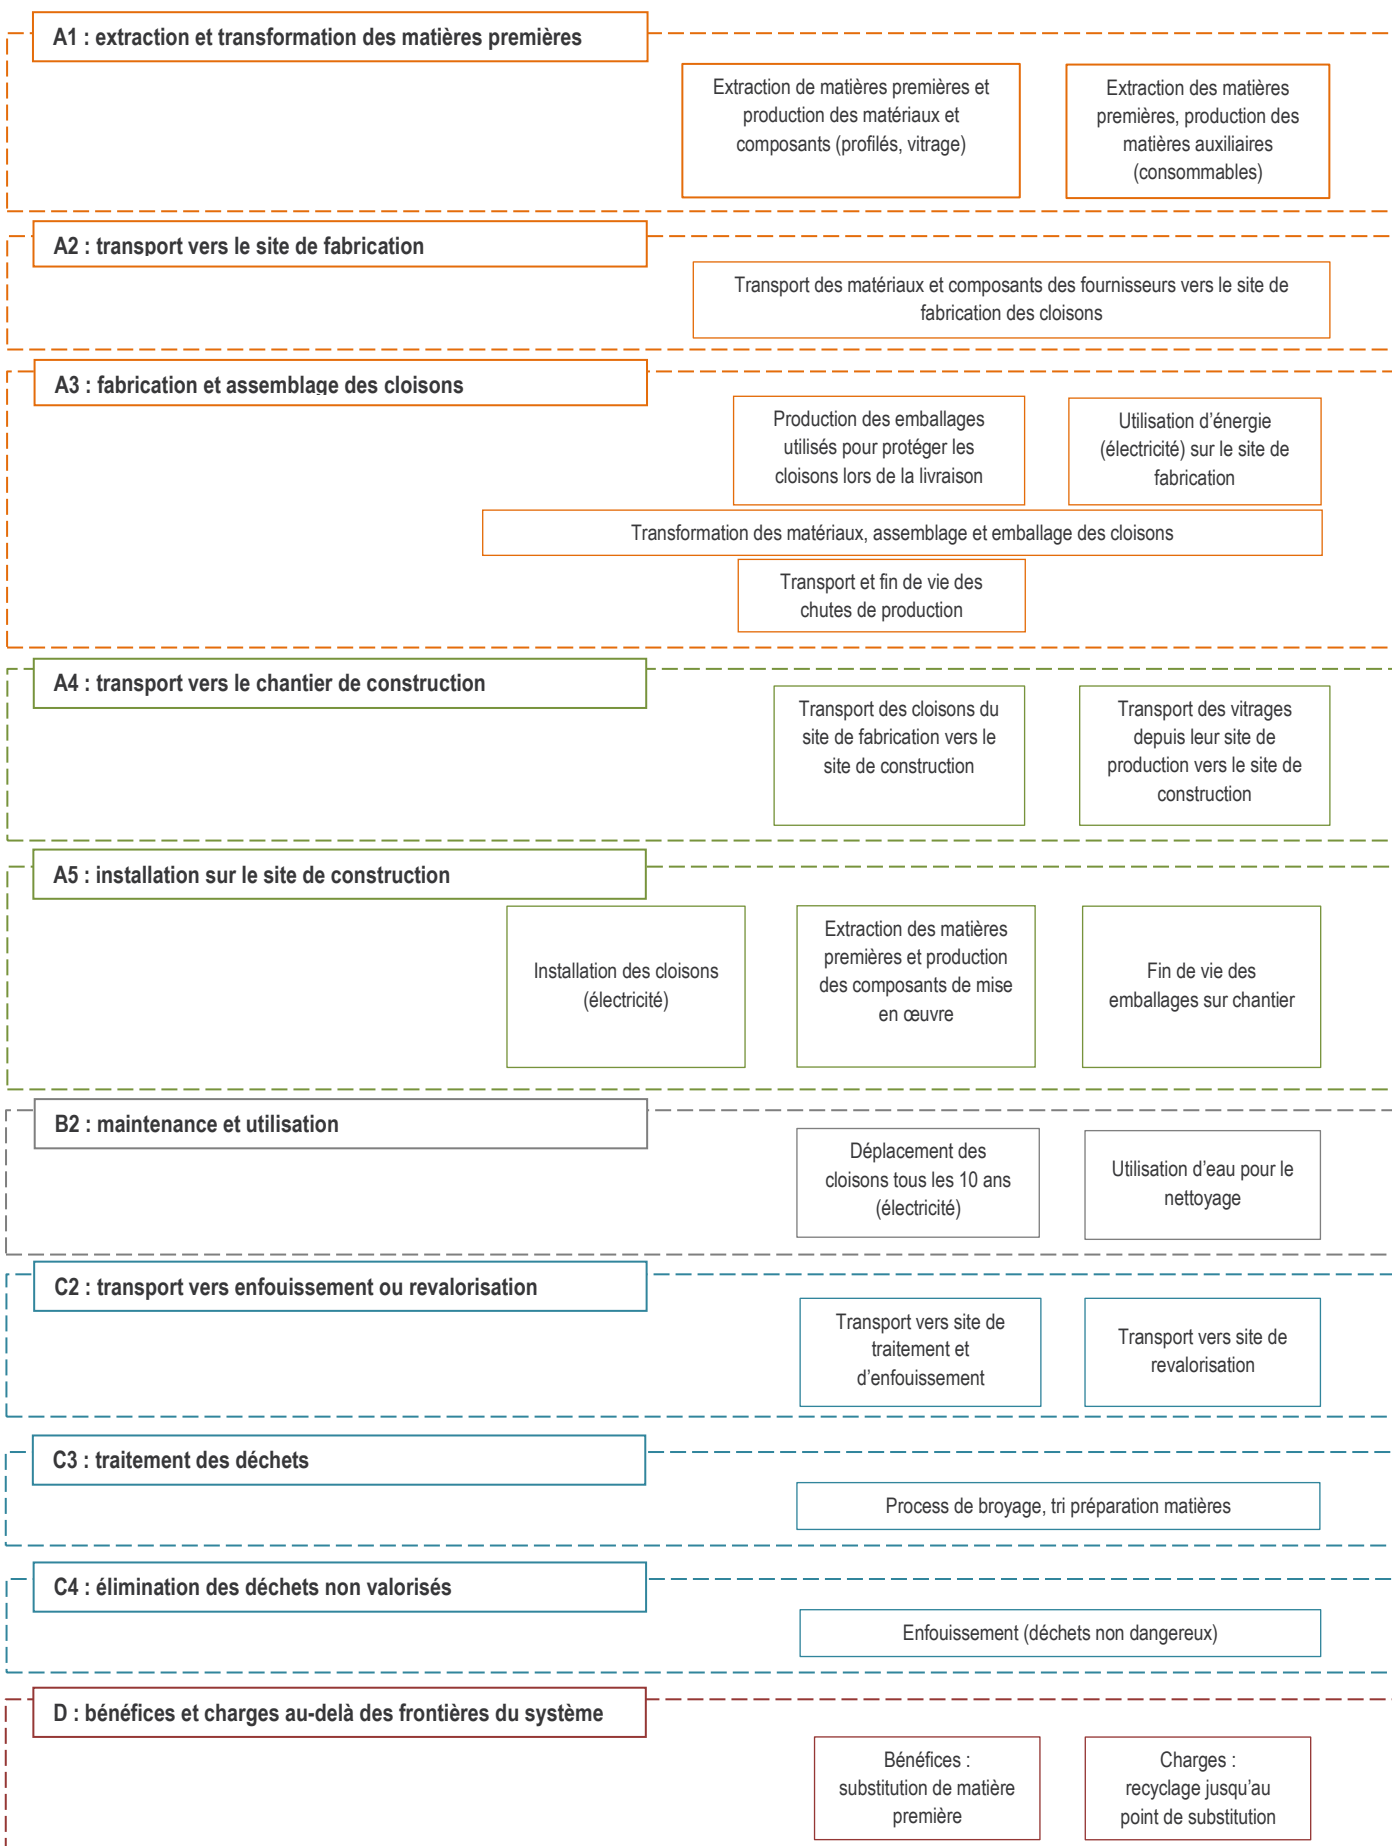 A1 : extraction et transformation des matières premières
Extraction de matières premières et
production des matériaux et
composants (profilés, vitrage)
Extraction des matières
premières, production des
matières auxiliaires
(consommables)
A2 : transport vers le site de fabrication
Transport des matériaux et composants des fournisseurs vers le site de
fabrication des cloisons
A3 : fabrication et assemblage des cloisons
Production des emballages
utilisés pour protéger les
cloisons lors de la livraison
Utilisation d’énergie
(électricité) sur le site de
fabrication
Transformation des matériaux, assemblage et emballage des cloisons
Transport et fin de vie des
chutes de production
A4 : transport vers le chantier de construction
Transport des cloisons du
site de fabrication vers le
site de construction
Transport des vitrages
depuis leur site de
production vers le site de
construction
A5 : installation sur le site de construction
Installation des cloisons
(électricité)
Extraction des matières
premières et production
des composants de mise
en œuvre
Fin de vie des
emballages sur chantier
B2 : maintenance et utilisation
Déplacement des
cloisons tous les 10 ans
(électricité)
Utilisation d’eau pour le
nettoyage
C2 : transport vers enfouissement ou revalorisation
Transport vers site de
traitement et
d’enfouissement
Transport vers site de
revalorisation
C3 : traitement des déchets
Process de broyage, tri préparation matières
C4 : élimination des déchets non valorisés
Enfouissement (déchets non dangereux)
D : bénéfices et charges au-delà des frontières du système
Bénéfices :
substitution de matière
première
Charges :
recyclage jusqu’au
point de substitution